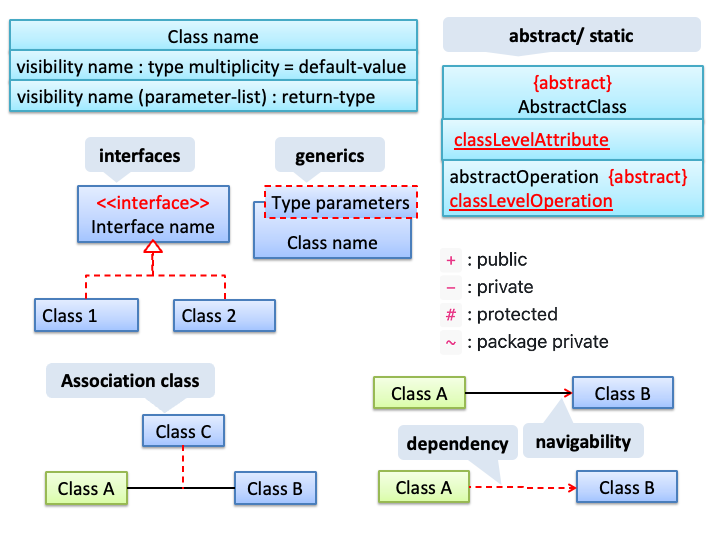 Class name
visibility name : type multiplicity = default-value
visibility name (parameter-list) : return-type
abstract/ static
{abstract}
AbstractClass
classLevelAttribute
abstractOperation {abstract}
classLevelOperation
interfaces
<<interface>>
Interface name
Class 1
Class 2
generics
Type parameters
Class name
+ : public
- : private
# : protected
~ : package private
Association class
Class C
Class A
Class B
Class A
Class B
navigability
dependency
Class A
Class B